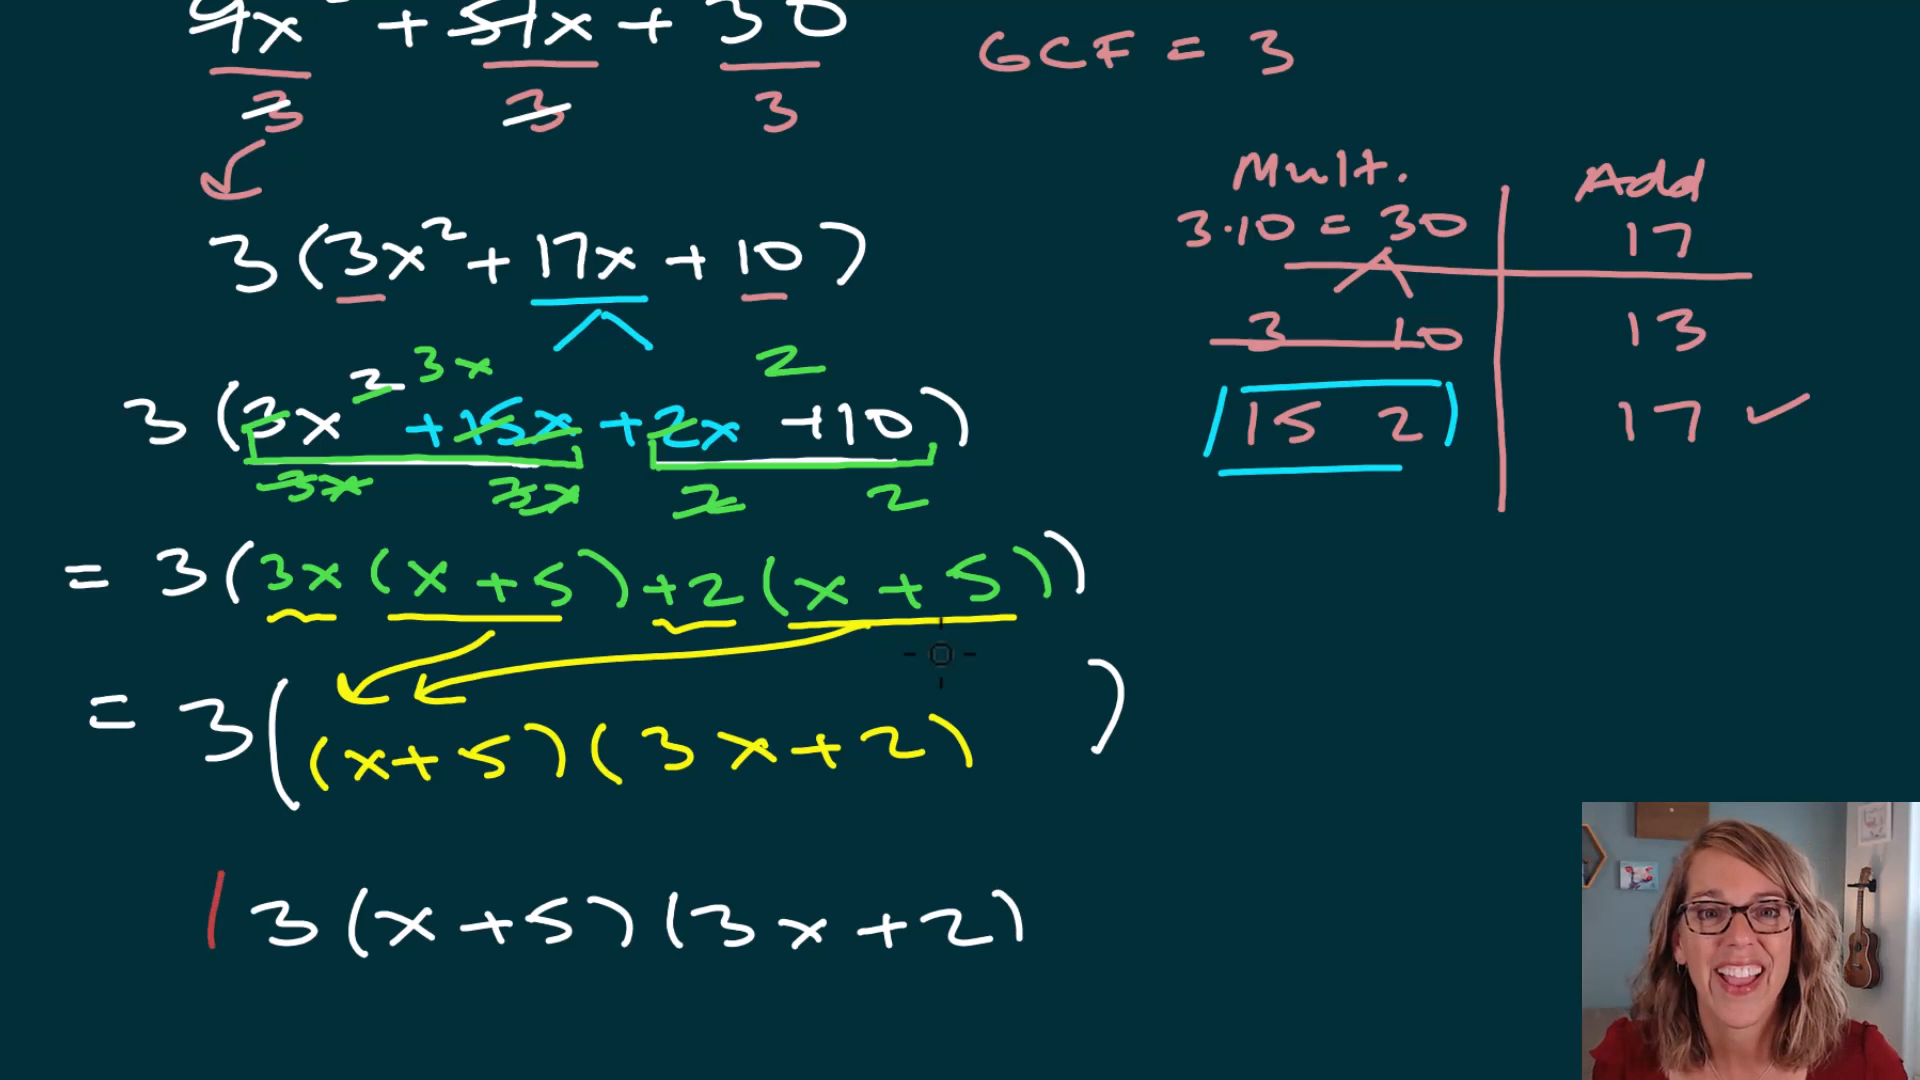 9x² + 51x + 30
3 3 3
GCF = 3
3(3x² + 17x + 10)
3x 2
3(3x² + 15x + 2x + 10)
3x 3x 2 2
= 3(3x(x + 5) + 2(x + 5))
= 3((x + 5)(3x + 2))
3(x + 5)(3x + 2)
Mult. Add
3·10 = 30 17
3 10 13
15 2 17 ✓